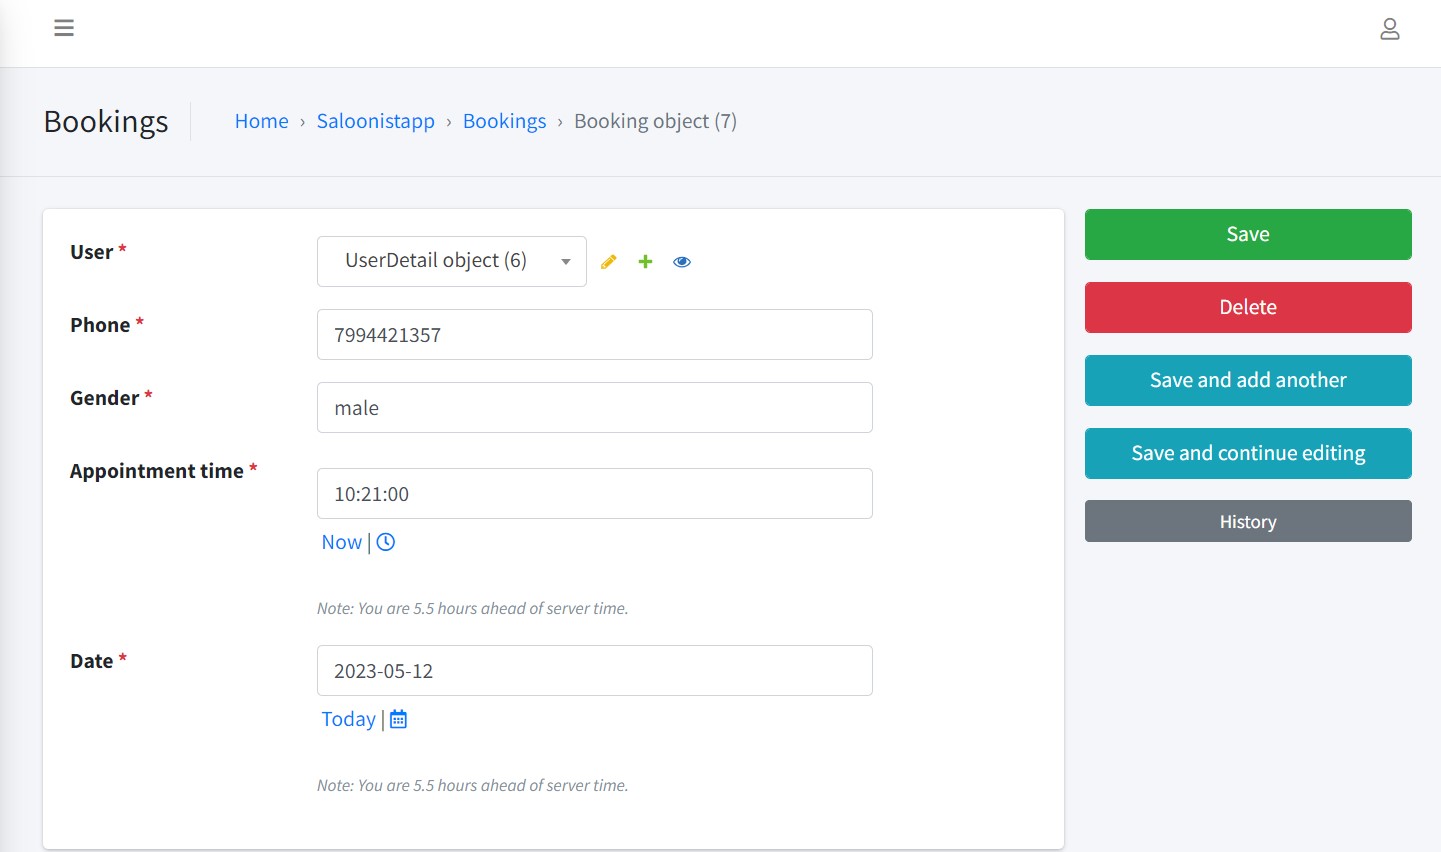 Bookings
Home › Saloonistapp › Bookings › Booking object (7)
User *
UserDetail object (6)
Phone *
7994421357
Gender *
male
Appointment time *
10:21:00
Now |
Note: You are 5.5 hours ahead of server time.
Date *
2023-05-12
Today |
Note: You are 5.5 hours ahead of server time.
Save
Delete
Save and add another
Save and continue editing
History